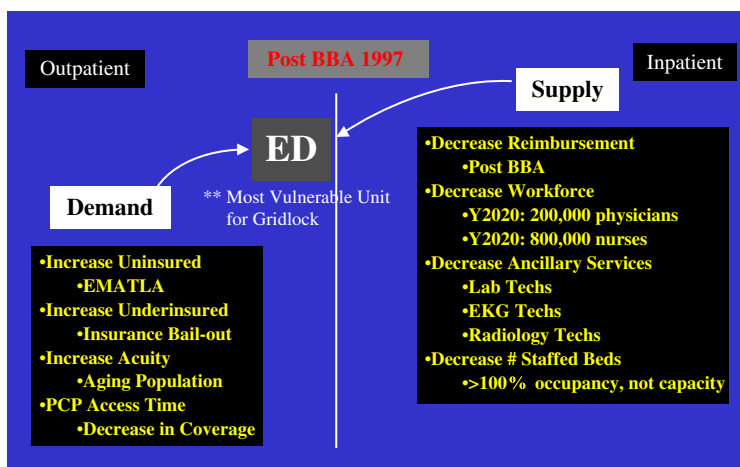 Post BBA 1997
Outpatient
Inpatient
Supply
ED
** Most Vulnerable Unit
for Gridlock
Demand
•Increase Uninsured
•EMATLA
•Increase Underinsured
•Insurance Bail-out
•Increase Acuity
•Aging Population
•PCP Access Time
•Decrease in Coverage
•Decrease Reimbursement
•Post BBA
•Decrease Workforce
•Y2020: 200,000 physicians
•Y2020: 800,000 nurses
•Decrease Ancillary Services
•Lab Techs
•EKG Techs
•Radiology Techs
•Decrease # Staffed Beds
•>100% occupancy, not capacity